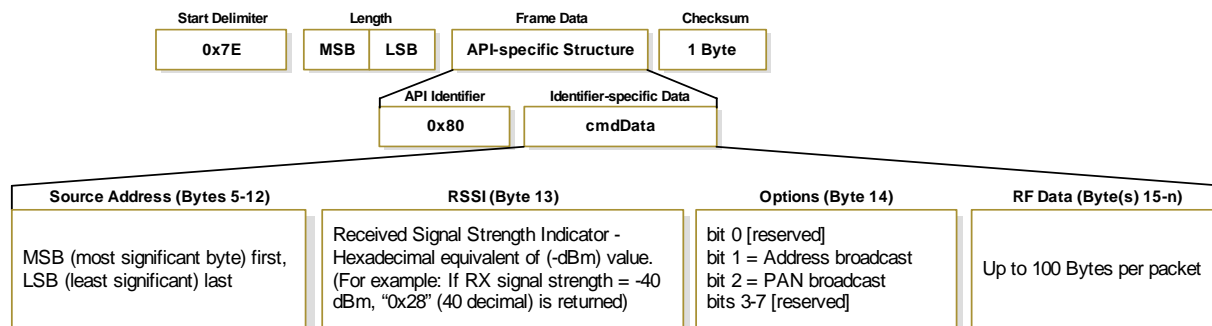 Start Delimiter
Length
Frame Data
Checksum
0x7E
MSB
LSB
API-specific Structure
1 Byte
API Identifier
Identifier-specific Data
0x80
cmdData
Source Address (Bytes 5-12)
MSB (most significant byte) first,
LSB (least significant) last
RSSI (Byte 13)
Received Signal Strength Indicator -
Hexadecimal equivalent of (-dBm) value.
(For example: If RX signal strength = -40
dBm, “0x28” (40 decimal) is returned)
Options (Byte 14)
bit 0 [reserved]
bit 1 = Address broadcast
bit 2 = PAN broadcast
bits 3-7 [reserved]
RF Data (Byte(s) 15-n)
Up to 100 Bytes per packet